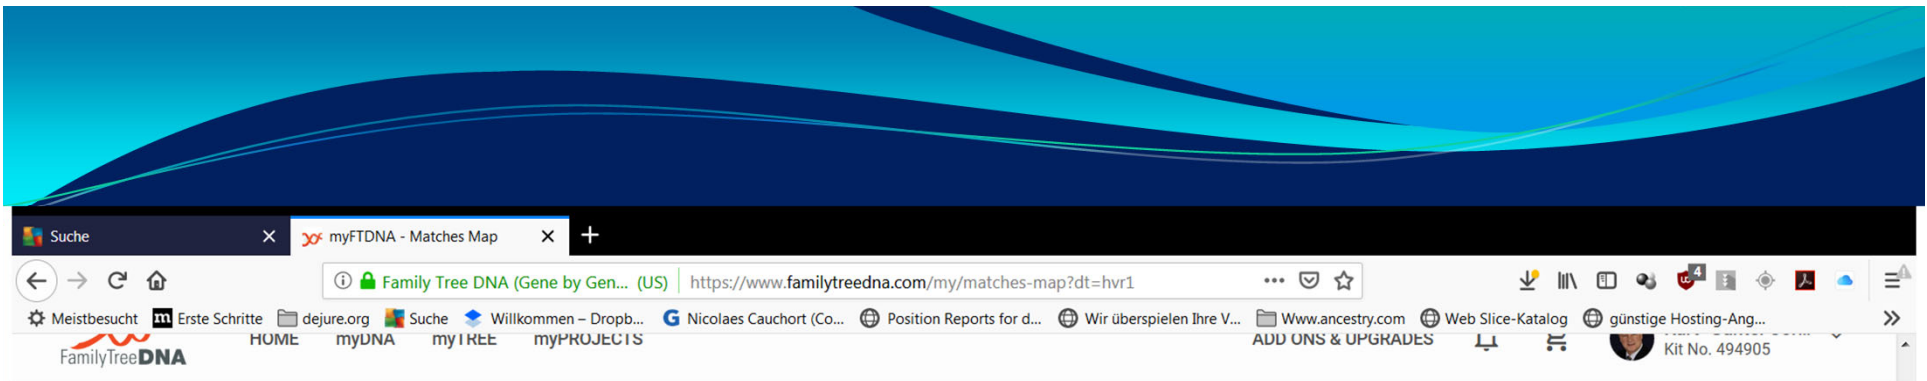 Suche myFTDNA - Matches Map
Family Tree DNA (Gene by Gen... (US) https://www.familytreedna.com/my/matches-map?dt=hvr1
4
Meistbesucht Erste Schritte dejure.org Suche Willkommen – Dropb... Nicolaes Cauchort (Co... Position Reports for d... Wir überspielen Ihre V... Www.ancestry.com Web Slice-Katalog günstige Hosting-Ang...
HOME myDNA myTREE myPROJECTS ADD ONS & UPGRADES
FamilyTreeDNA Kit No. 494905